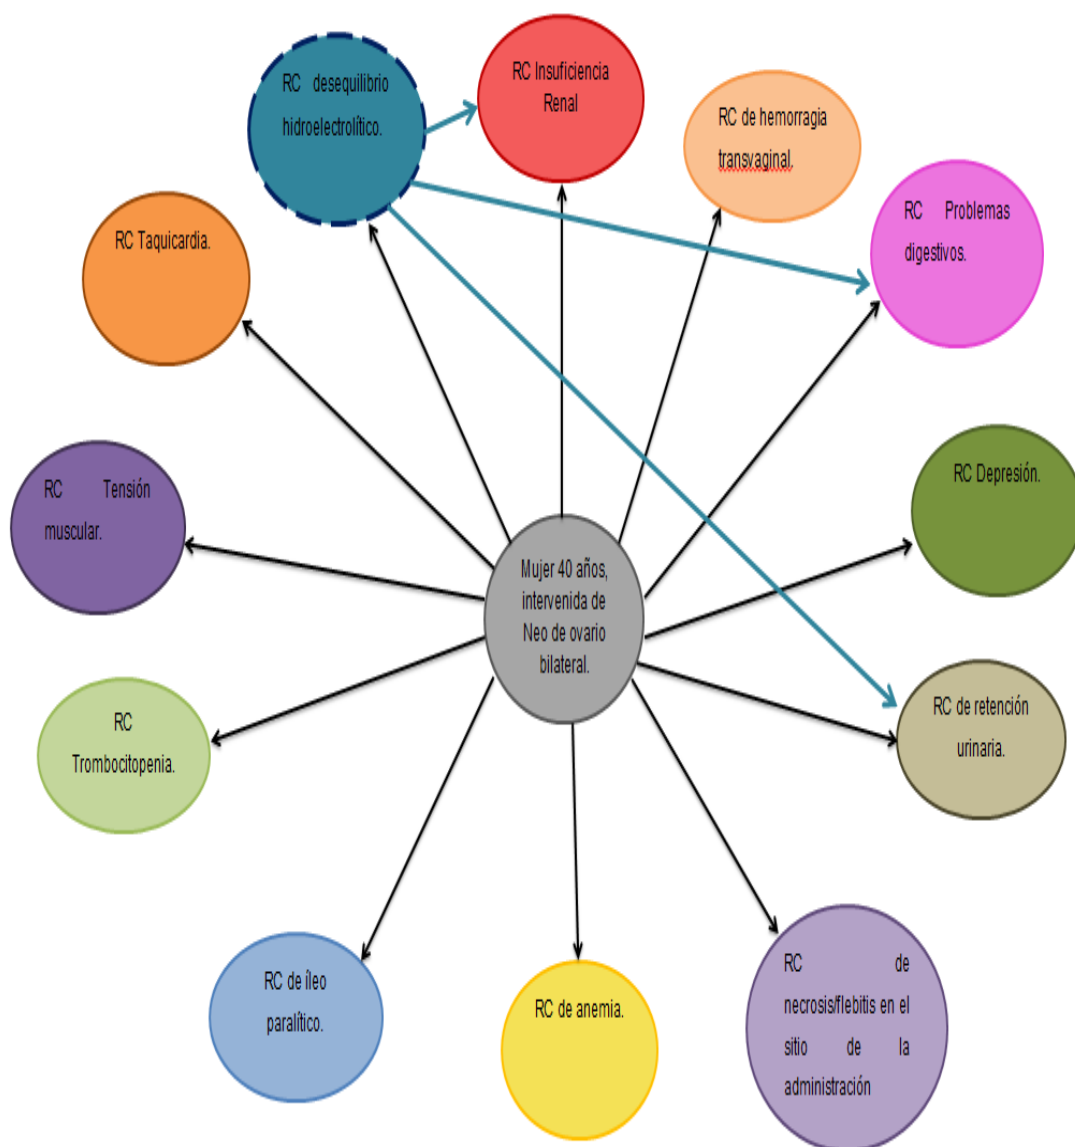 RC desequilibrio
hidroelectrolítico.
RC Insuficiencia
Renal
RC de hemorragia
transvaginal.
RC Problemas
digestivos.
RC Taquicardia.
RC Tensión
muscular.
RC Depresión.
Mujer 40 años,
intervenida de
Neo de ovario
bilateral.
RC
Trombocitopenia.
RC de retención
urinaria.
RC de íleo
paralítico.
RC de anemia.
RC de
necrosis/flebitis en el
sitio de la
administración